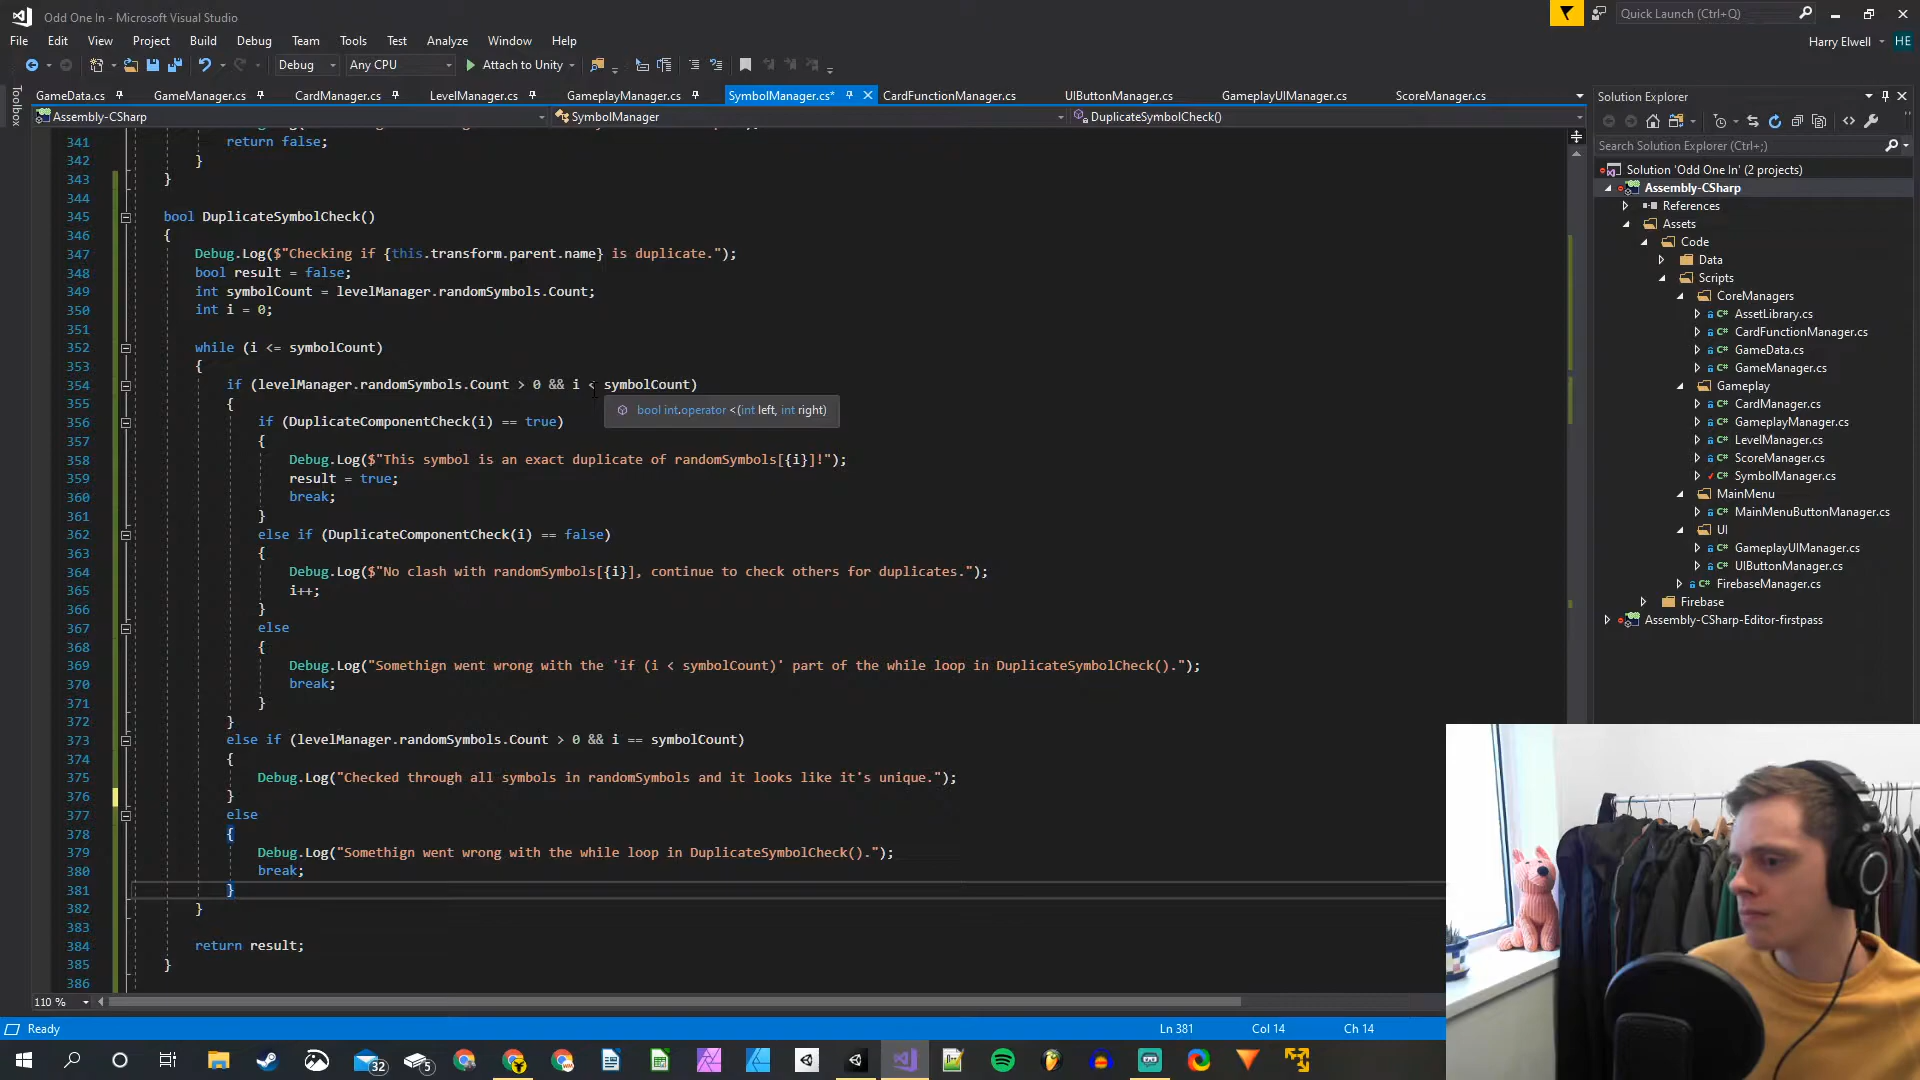 Odd One In - Microsoft Visual Studio
Quick Launch (Ctrl+Q)
File Edit View Project Build Debug Team Tools Test Analyze Window Help
Harry Elwell HE
Debug Any CPU Attach to Unity
Toolbox
GameData.cs GameManager.cs CardManager.cs LevelManager.cs GameplayManager.cs SymbolManager.cs* CardFunctionManager.cs UIButtonManager.cs GameplayUIManager.cs ScoreManager.cs
Assembly-CSharp SymbolManager DuplicateSymbolCheck()
341 return false;
342 }
343 }
344
345 bool DuplicateSymbolCheck()
346 {
347 Debug.Log($"Checking if {this.transform.parent.name} is duplicate.");
348 bool result = false;
349 int symbolCount = levelManager.randomSymbols.Count;
350 int i = 0;
351
352 while (i <= symbolCount)
353 {
354 if (levelManager.randomSymbols.Count > 0 && i < symbolCount)
355 {
bool int.operator <(int left, int right)
356 if (DuplicateComponentCheck(i) == true)
357 {
358 Debug.Log($"This symbol is an exact duplicate of randomSymbols[{i}]!");
359 result = true;
360 break;
361 }
362 else if (DuplicateComponentCheck(i) == false)
363 {
364 Debug.Log($"No clash with randomSymbols[{i}], continue to check others for duplicates.");
365 i++;
366 }
367 else
368 {
369 Debug.Log("Somethign went wrong with the 'if (i < symbolCount)' part of the while loop in DuplicateSymbolCheck().");
370 break;
371 }
372 }
373 else if (levelManager.randomSymbols.Count > 0 && i == symbolCount)
374 {
375 Debug.Log("Checked through all symbols in randomSymbols and it looks like it's unique.");
376 }
377 else
378 {
379 Debug.Log("Somethign went wrong with the while loop in DuplicateSymbolCheck().");
380 break;
381 }
382 }
383
384 return result;
385 }
386
110 %
Ready Ln 381 Col 14 Ch 14
Solution Explorer
Search Solution Explorer (Ctrl+;)
Solution 'Odd One In' (2 projects)
Assembly-CSharp
References
Assets
Code
Data
Scripts
CoreManagers
AssetLibrary.cs
CardFunctionManager.cs
GameData.cs
GameManager.cs
Gameplay
CardManager.cs
GameplayManager.cs
LevelManager.cs
ScoreManager.cs
SymbolManager.cs
MainMenu
MainMenuButtonManager.cs
UI
GameplayUIManager.cs
UIButtonManager.cs
FirebaseManager.cs
Firebase
Assembly-CSharp-Editor-firstpass
32 5